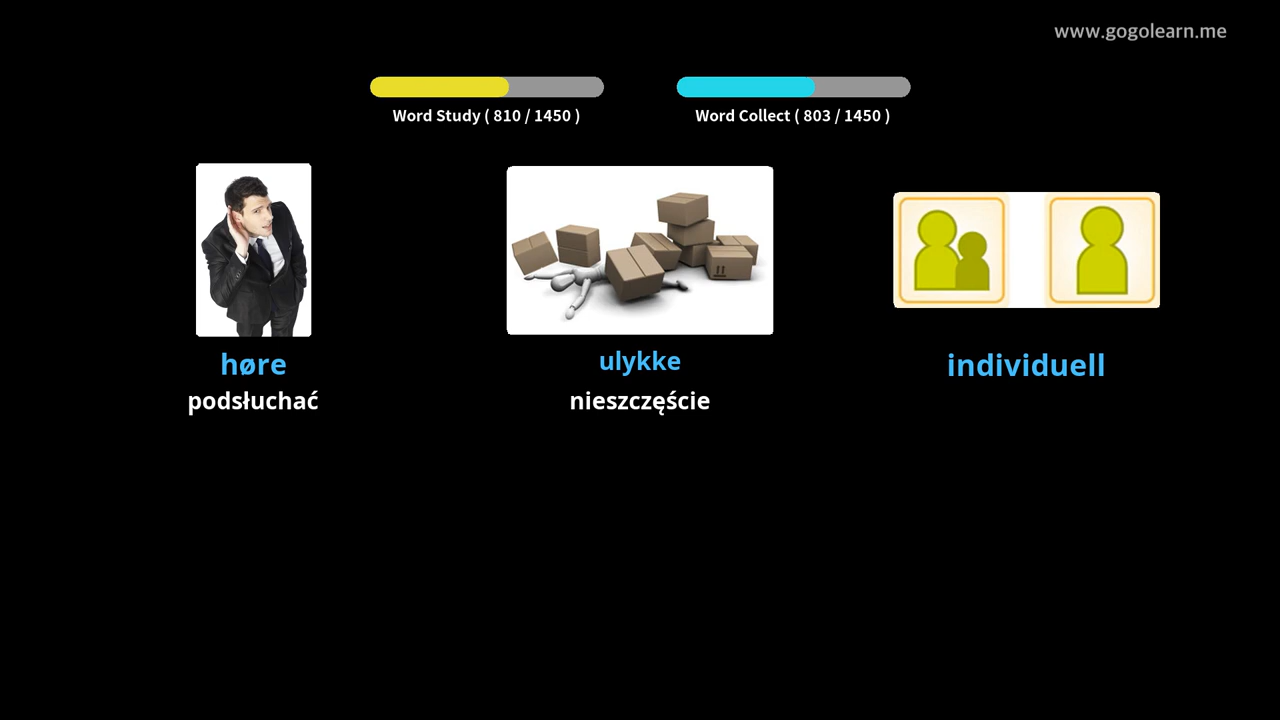 www.gogolearn.me
Word Study ( 810 / 1450 )
Word Collect ( 803 / 1450 )
høre
podsłuchać
ulykke
nieszczęście
individuell